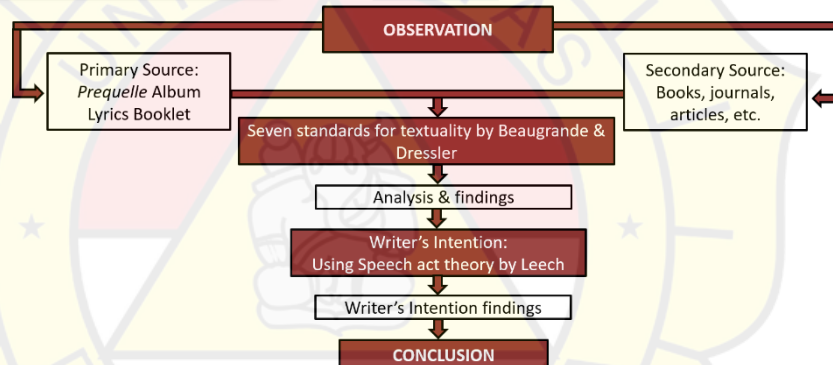 OBSERVATION
Primary Source:
Prequelle Album
Lyrics Booklet
Secondary Source:
Books, journals,
articles, etc.
Seven standards for textuality by Beaugrande &
Dressler
Analysis & findings
Writer's Intention:
Using Speech act theory by Leech
Writer's Intention findings
CONCLUSION